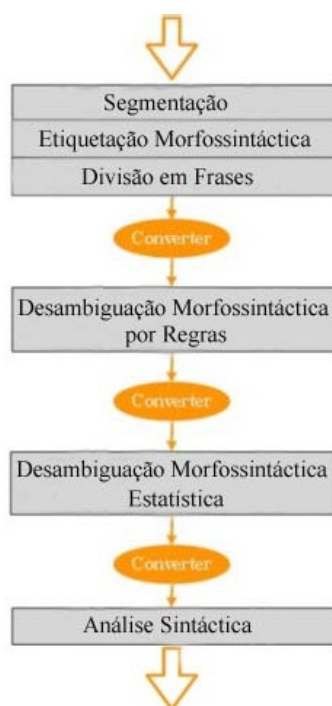 Segmentação
Etiquetação Morfossintáctica
Divisão em Frases
Converter
Desambiguação Morfossintáctica
por Regras
Converter
Desambiguação Morfossintáctica
Estatística
Converter
Análise Sintáctica